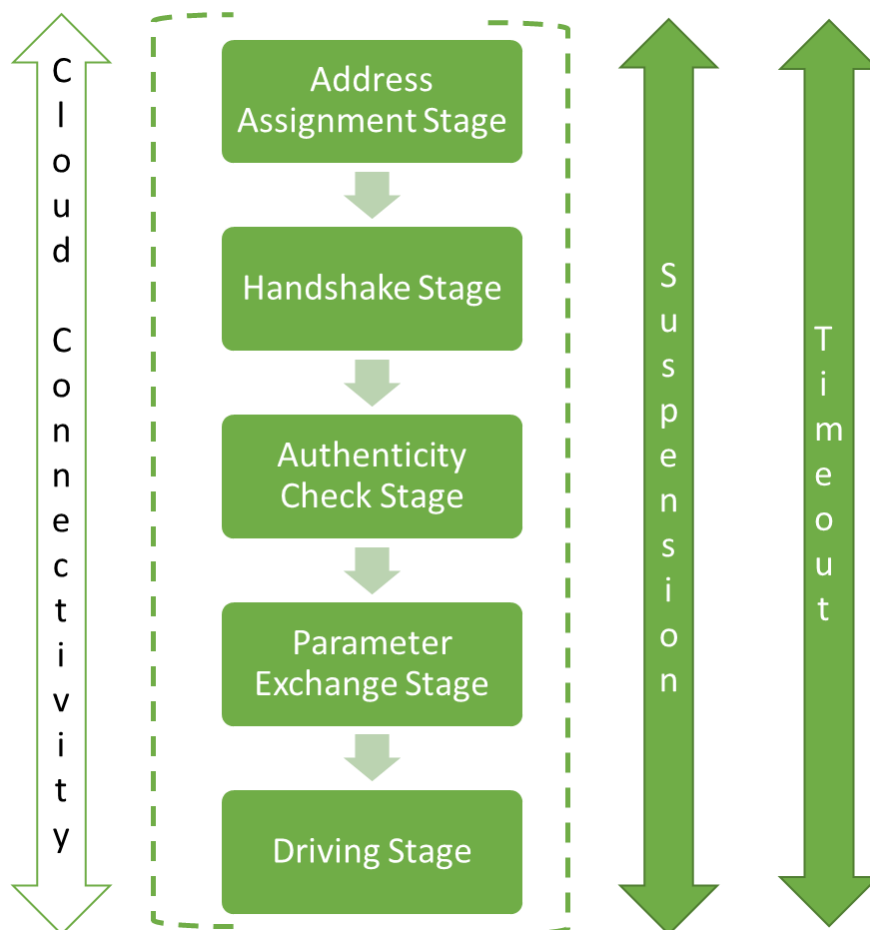 Cloud Connectivity
Address
Assignment Stage
Handshake Stage
Authenticity
Check Stage
Parameter
Exchange Stage
Driving Stage
Suspension
Timeout